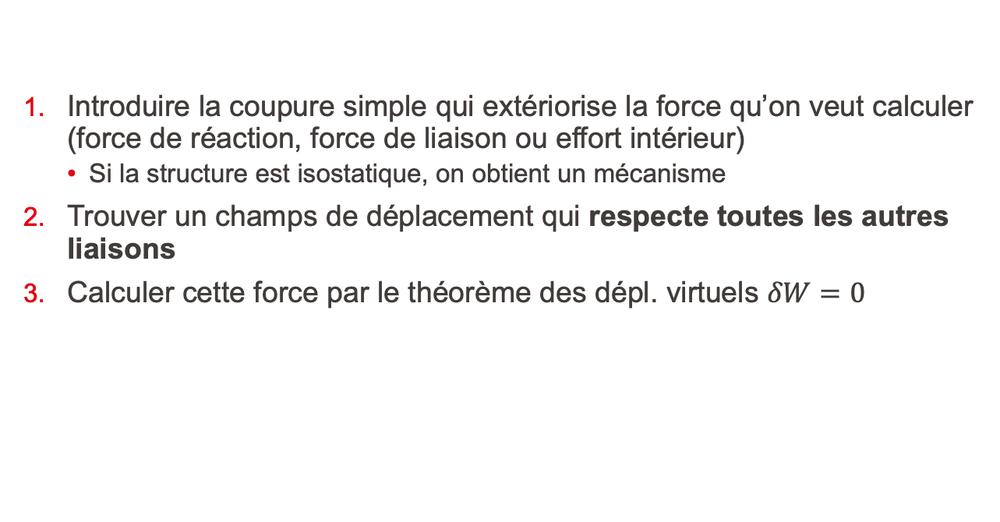 1. Introduire la coupure simple qui extériorise la force qu’on veut calculer
(force de réaction, force de liaison ou effort intérieur)
• Si la structure est isostatique, on obtient un mécanisme
2. Trouver un champs de déplacement qui respecte toutes les autres
liaisons
3. Calculer cette force par le théorème des dépl. virtuels 𝛿𝑊 = 0